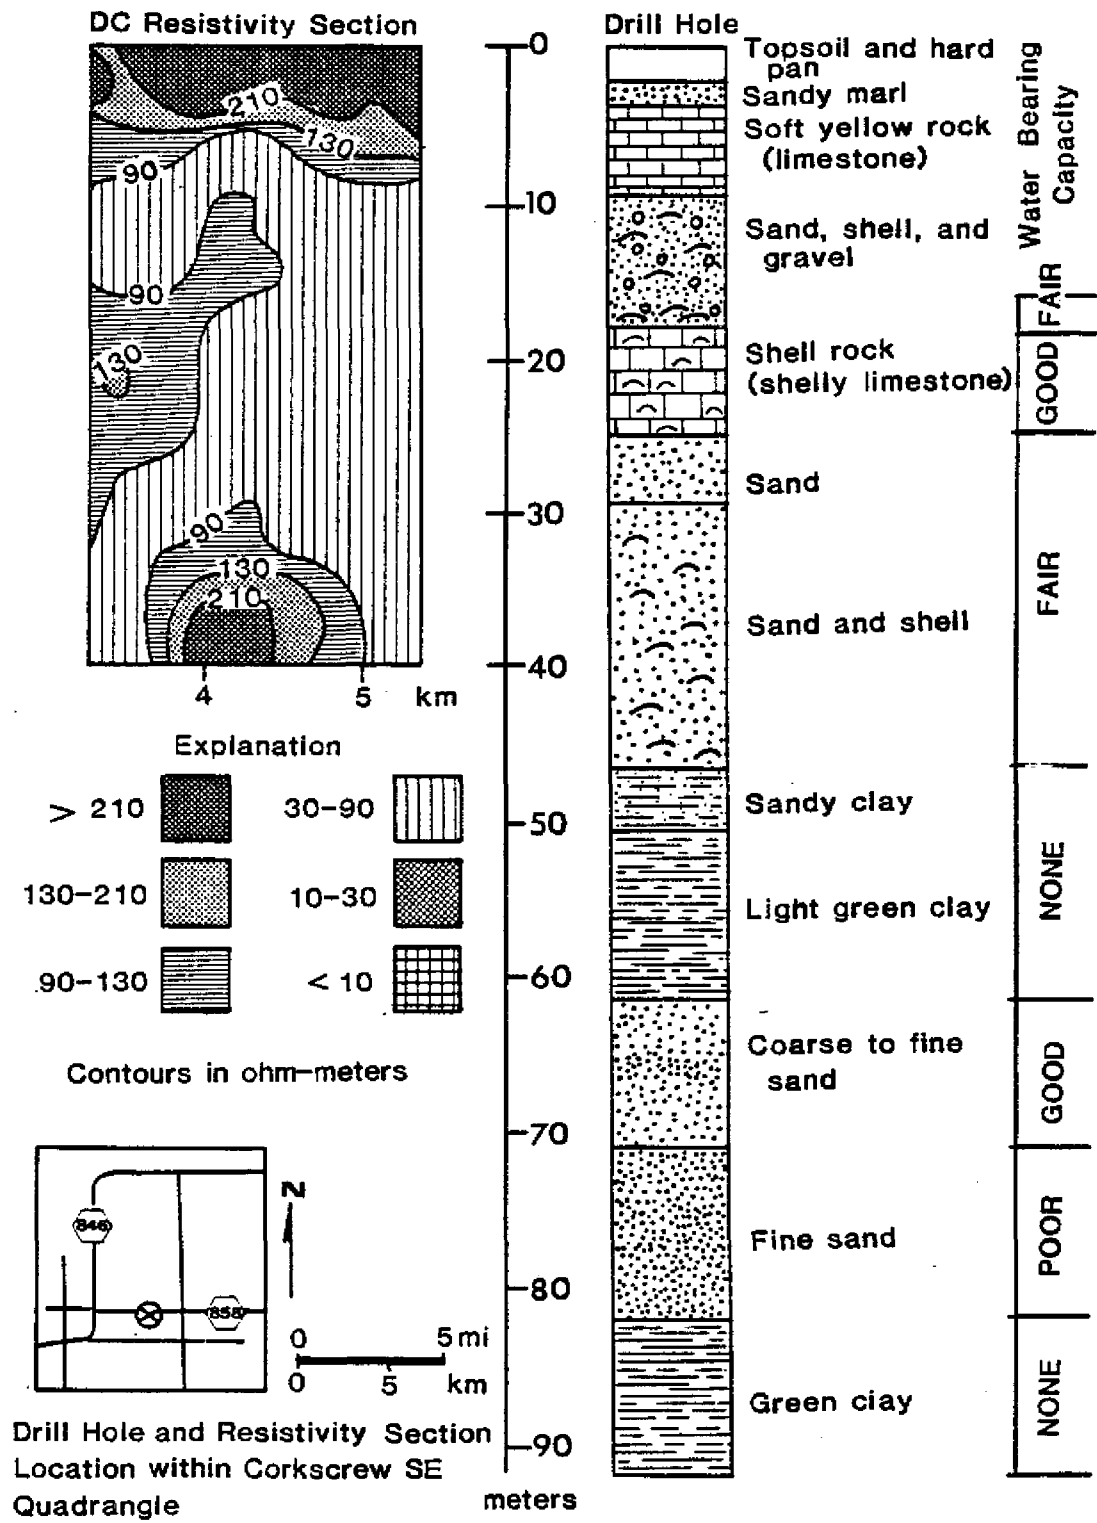 DC Resistivity Section
210
130
90
90
130
90
130
210
4
5
km
Explanation
> 210
30-90
130-210
10-30
90-130
< 10
Contours in ohm-meters
846
858
N
0
5 mi
0
5
km
Drill Hole and Resistivity Section
Location within Corkscrew SE
Quadrangle
0
10
20
30
40
50
60
70
80
90
meters
Drill Hole
Topsoil and hard
pan
Sandy marl
Soft yellow rock
(limestone)
Sand, shell, and
gravel
Shell rock
(shelly limestone)
Sand
Sand and shell
Sandy clay
Light green clay
Coarse to fine
sand
Fine sand
Green clay
Water Bearing
Capacity
FAIR
GOOD
FAIR
NONE
GOOD
POOR
NONE